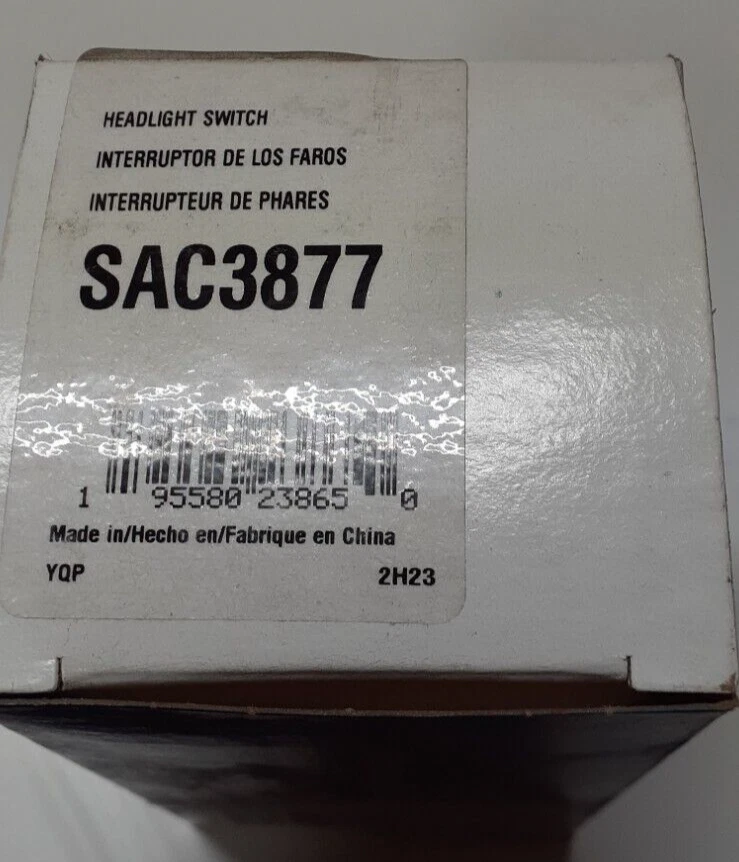 HEADLIGHT SWITCH
INTERRUPTOR DE LOS FAROS
INTERRUPTEUR DE PHARES
SAC3877
1 95580 23865 0
Made in/Hecho en/Fabrique en China
YQP 2H23